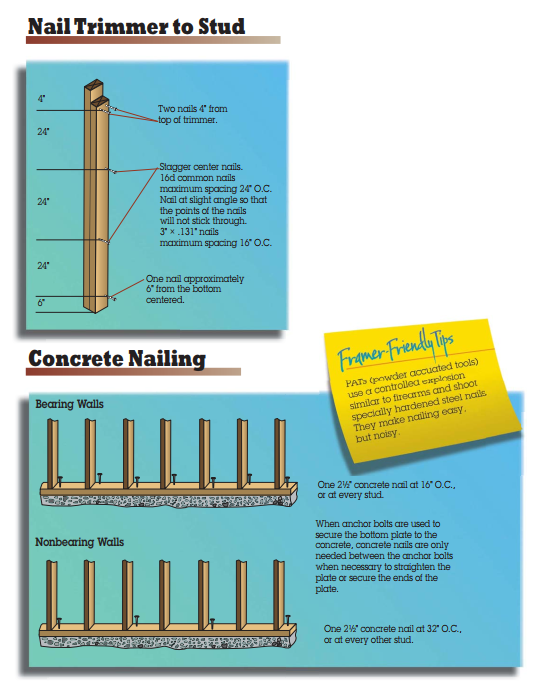 Nail Trimmer to Stud
4"
24"
24"
24"
6"
Two nails 4" from
top of trimmer.
Stagger center nails.
16d common nails
maximum spacing 24" O.C.
Nail at slight angle so that
the points of the nails
will not stick through.
3" × .131" nails
maximum spacing 16" O.C.
One nail approximately
6" from the bottom
centered.
Concrete Nailing
Framer-Friendly Tips
PATs (powder accuated tools)
use a controlled explosion
similar to firearms and shoot
specially hardened steel nails
They make nailing easy.
but noisy.
Bearing Walls
One 2½" concrete nail at 16" O.C.,
or at every stud.
When anchor bolts are used to
secure the bottom plate to the
concrete, concrete nails are only
needed between the anchor bolts
when necessary to straighten the
plate or secure the ends of the
plate.
Nonbearing Walls
One 2½" concrete nail at 32" O.C.,
or at every other stud.